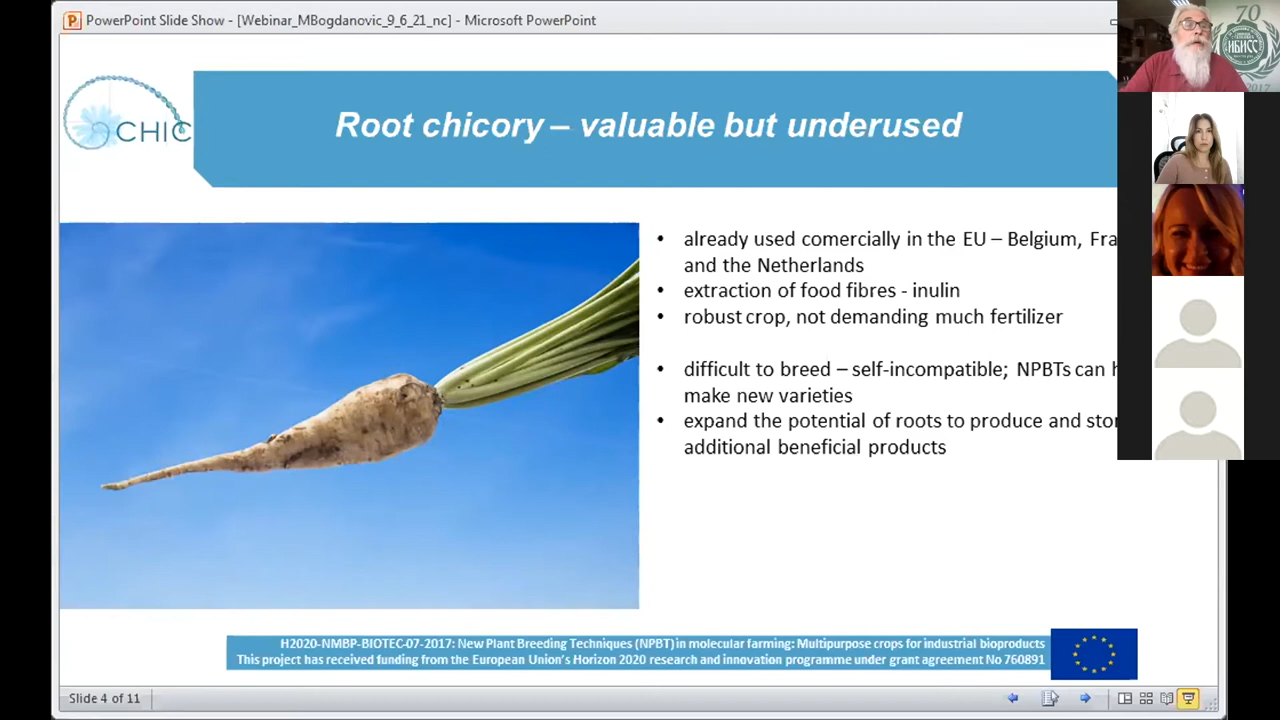 PowerPoint Slide Show - [Webinar_MBogdanovic_9_6_21_nc] - Microsoft PowerPoint
70
ИБИСС
2017
CHIC
Root chicory – valuable but underused
• already used comercially in the EU – Belgium, Fra
and the Netherlands
• extraction of food fibres - inulin
• robust crop, not demanding much fertilizer
• difficult to breed – self-incompatible; NPBTs can
make new varieties
• expand the potential of roots to produce and stor
additional beneficial products
H2020-NMBP-BIOTEC-07-2017: New Plant Breeding Techniques (NPBT) in molecular farming: Multipurpose crops for industrial bioproducts
This project has received funding from the European Union's Horizon 2020 research and innovation programme under grant agreement No 760891
Slide 4 of 11